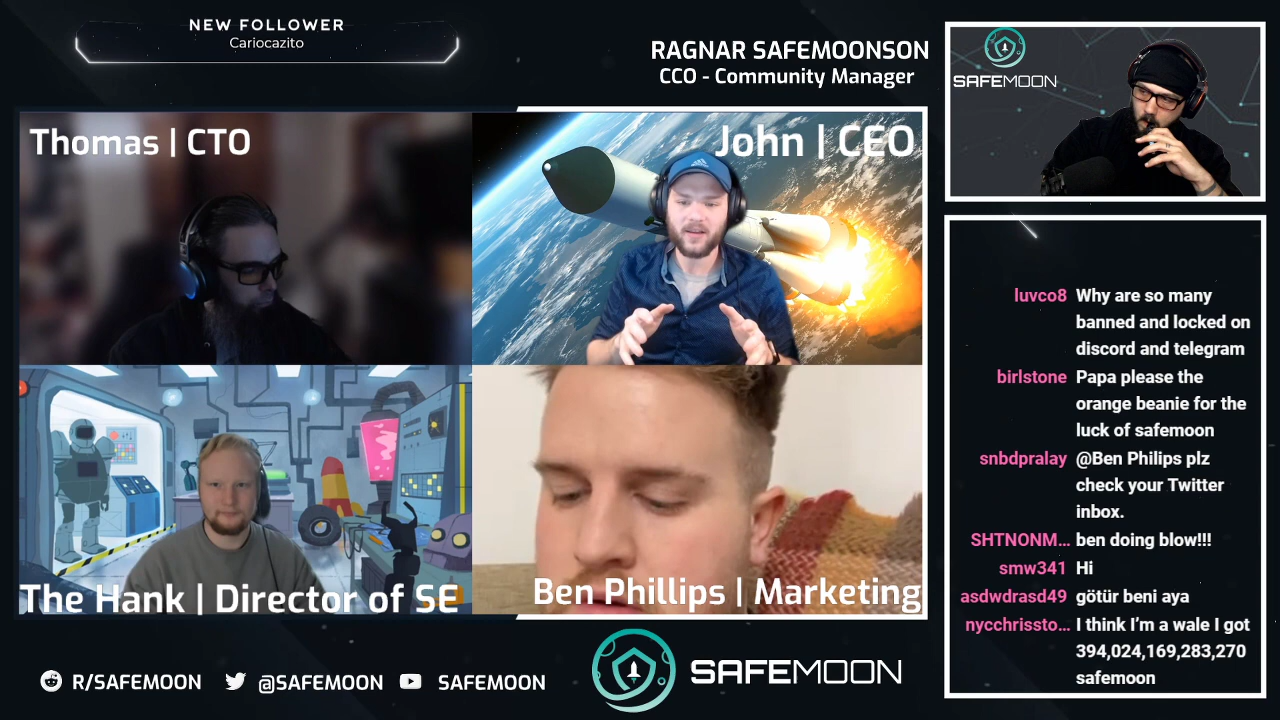 NEW FOLLOWER
Cariocazito
RAGNAR SAFEMOONSON
CCO - Community Manager
SAFEMOON
Thomas | CTO
John | CEO
The Hank | Director of SE
Ben Phillips | Marketing
luvco8 Why are so many
banned and locked on
discord and telegram
birlstone Papa please the
orange beanie for the
luck of safemoon
snbdpralay @Ben Philips plz
check your Twitter
inbox.
SHTNONM... ben doing blow!!!
smw341 Hi
asdwdrasd49 götür beni aya
nycchrissto... I think I'm a wale I got
394,024,169,283,270
safemoon
R/SAFEMOON @SAFEMOON SAFEMOON
SAFEMOON